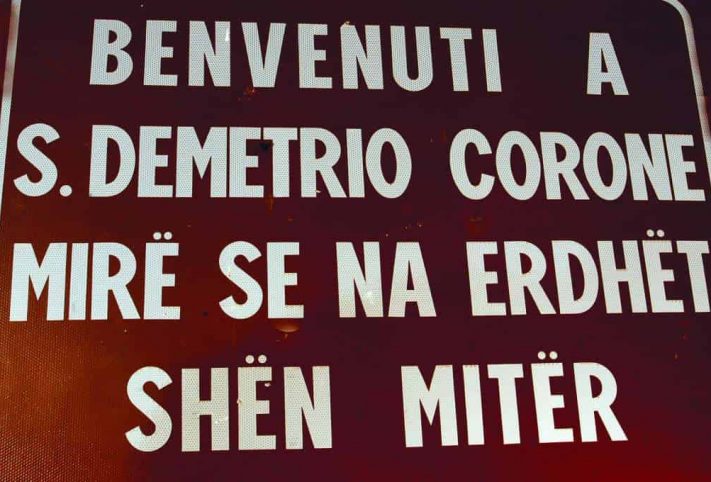 BENVENUTI A
S. DEMETRIO CORONE
MIRË SE NA ERDHËT
SHËN MITËR